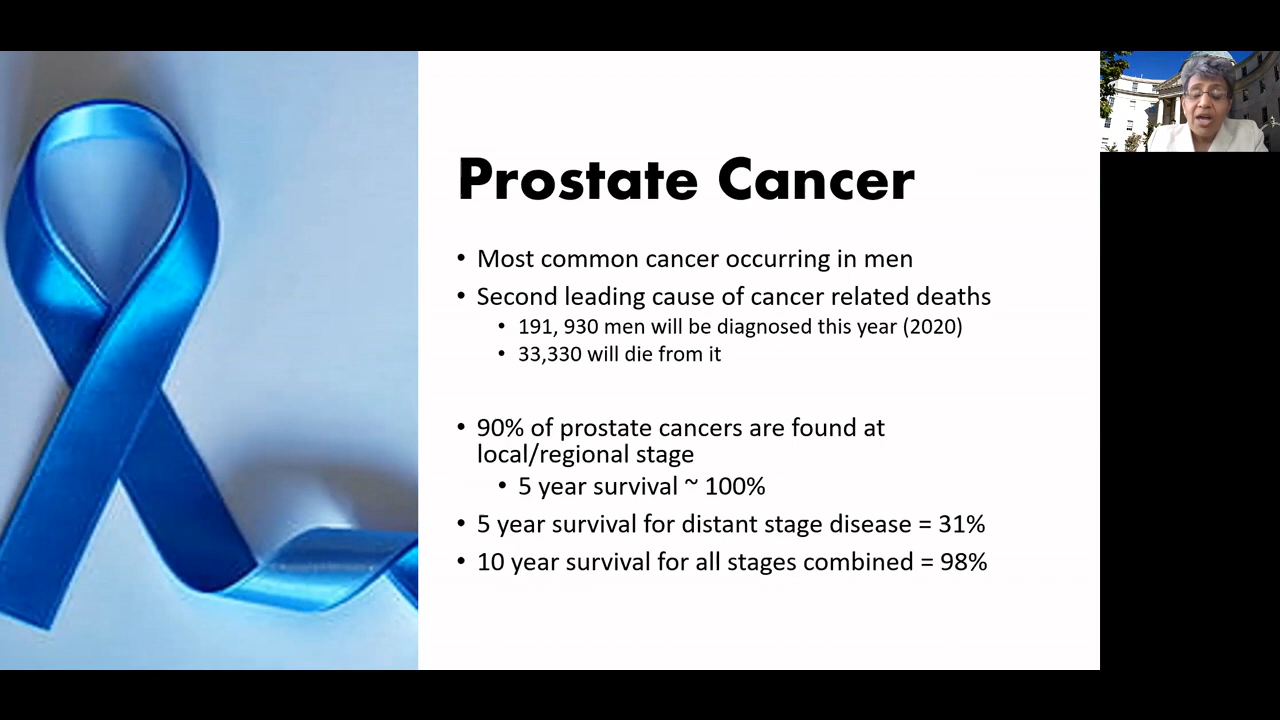 Prostate Cancer
• Most common cancer occurring in men
• Second leading cause of cancer related deaths
• 191, 930 men will be diagnosed this year (2020)
• 33,330 will die from it
• 90% of prostate cancers are found at
local/regional stage
• 5 year survival ~ 100%
• 5 year survival for distant stage disease = 31%
• 10 year survival for all stages combined = 98%